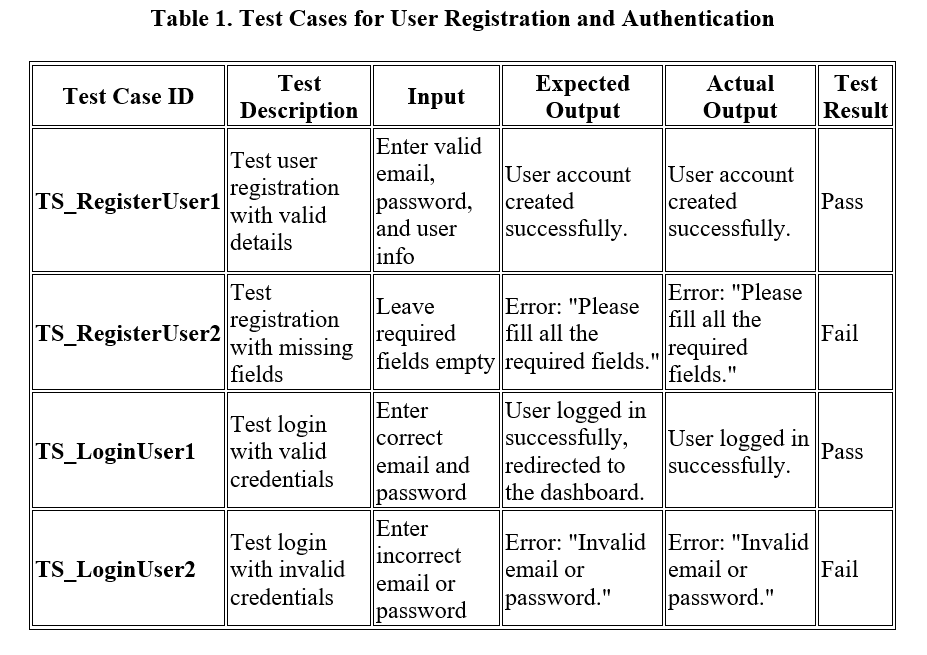 Table 1. Test Cases for User Registration and Authentication
Test Case ID
Test
Description
Input
Expected
Output
Actual
Output
Test
Result
TS_RegisterUser1
Test user
registration
with valid
details
Enter valid
email,
password,
and user
info
User account
created
successfully.
User account
created
successfully.
Pass
TS_RegisterUser2
Test
registration
with missing
fields
Leave
required
fields empty
Error: "Please
fill all the
required fields."
Error: "Please
fill all the
required
fields."
Fail
TS_LoginUser1
Test login
with valid
credentials
Enter
correct
email and
password
User logged in
successfully,
redirected to
the dashboard.
User logged in
successfully.
Pass
TS_LoginUser2
Test login
with invalid
credentials
Enter
incorrect
email or
password
Error: "Invalid
email or
password."
Error: "Invalid
email or
password."
Fail